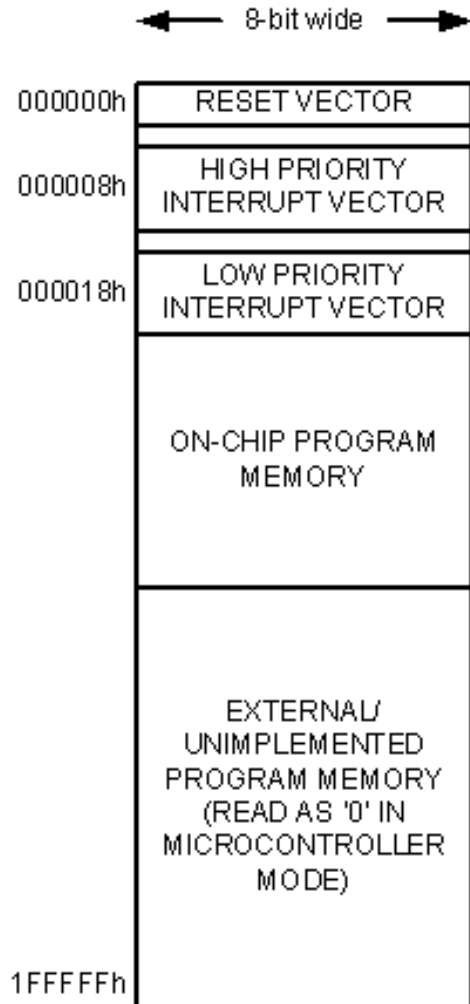 8-bit wide
000000h
RESET VECTOR
000008h
HIGH PRIORITY
INTERRUPT VECTOR
000018h
LOW PRIORITY
INTERRUPT VECTOR
ON-CHIP PROGRAM
MEMORY
EXTERNAL/
UNIMPLEMENTED
PROGRAM MEMORY
(READ AS '0' IN
MICROCONTROLLER
MODE)
1FFFFFh